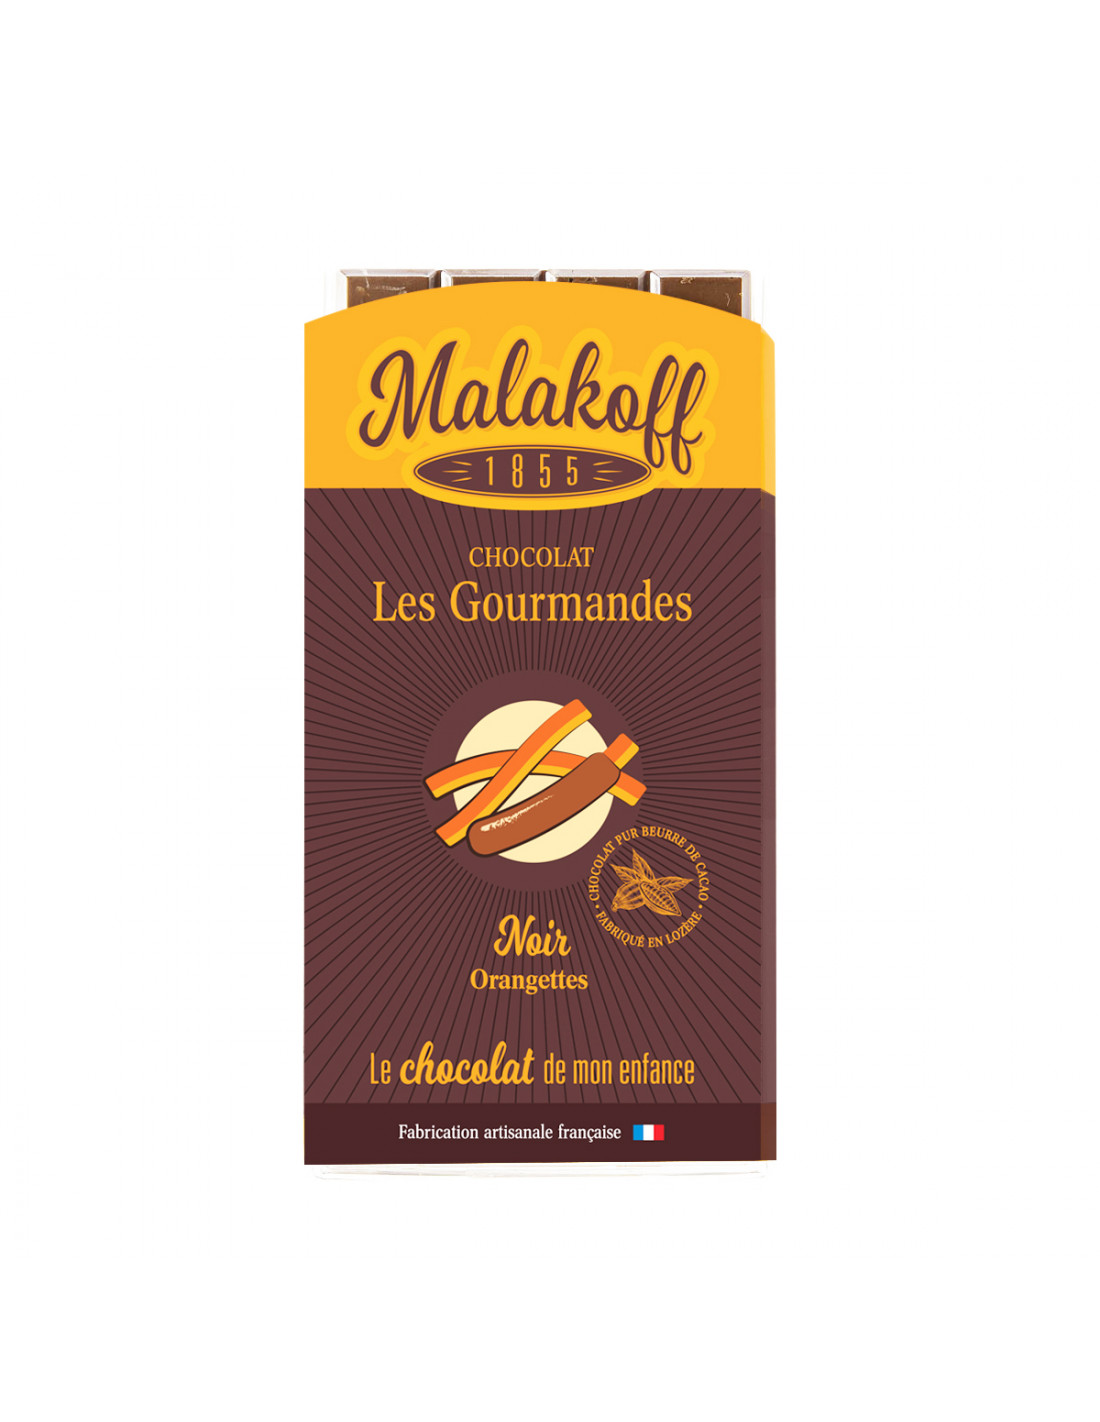 Malakoff
1855
CHOCOLAT
Les Gourmandes
• CHOCOLAT PUR BEURRE DE CACAO •
FABRIQUÉ EN LOZÈRE
Noir
Orangettes
Le chocolat de mon enfance
Fabrication artisanale française